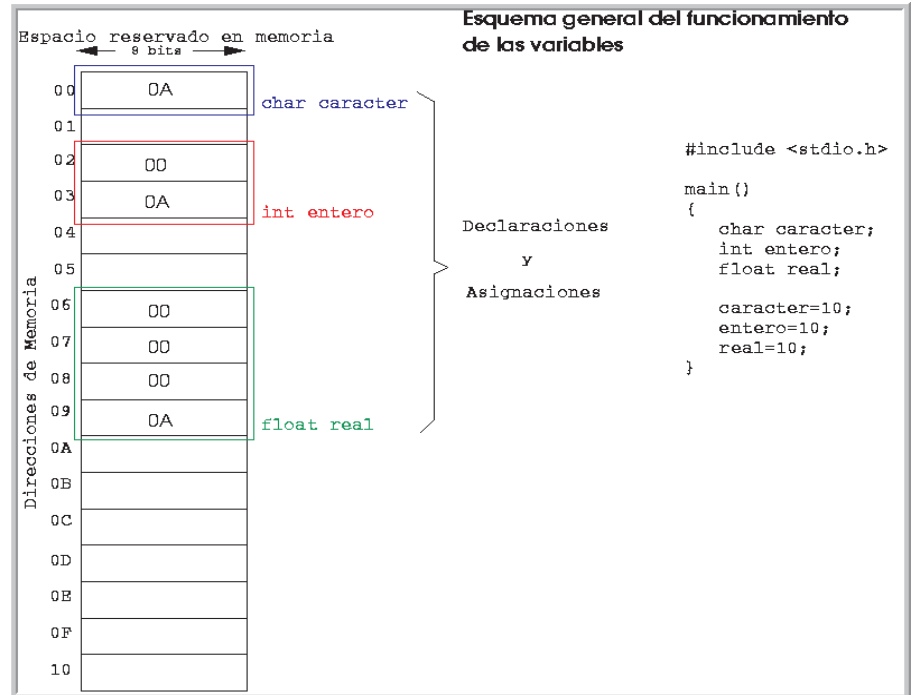 Esquema general del funcionamiento
de las variables
Espacio reservado en memoria
8 bits
Direcciones de Memoria
00 0A
char caracter
01
02 00
03 0A
int entero
04
05
06 00
07 00
08 00
09 0A
float real
0A
0B
0C
0D
0E
0F
10
Declaraciones
y
Asignaciones
#include <stdio.h>
main()
{
char caracter;
int entero;
float real;
caracter=10;
entero=10;
real=10;
}